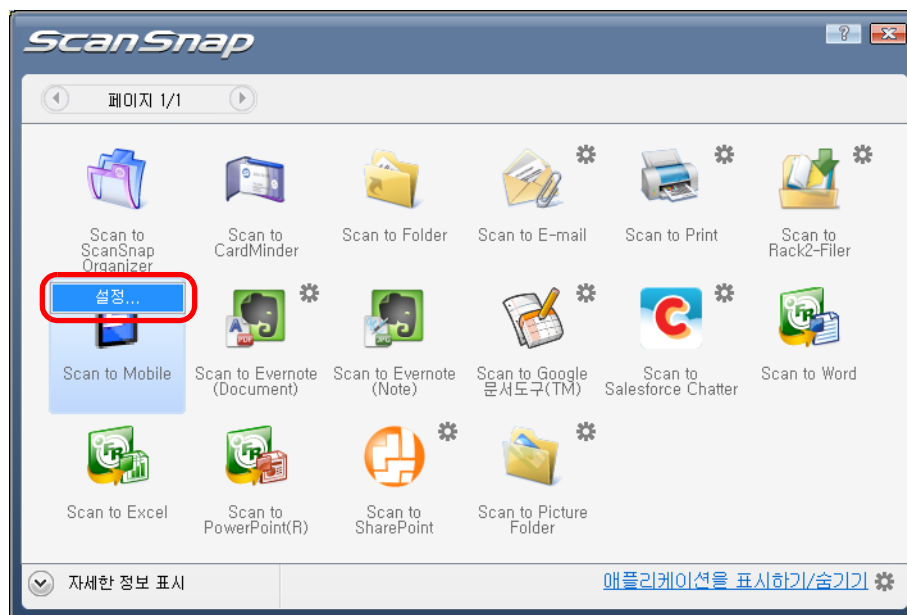 ScanSnap
페이지 1/1
Scan to
ScanSnap
Organizer
Scan to
CardMinder
Scan to Folder
Scan to E-mail
Scan to Print
Scan to
Rack2-Filer
설정...
Scan to Mobile
Scan to Evernote
(Document)
Scan to Evernote
(Note)
Scan to Google
문서도구(TM)
Scan to
Salesforce Chatter
Scan to Word
Scan to Excel
Scan to
PowerPoint(R)
Scan to
SharePoint
Scan to Picture
Folder
자세한 정보 표시
애플리케이션을 표시하기/숨기기